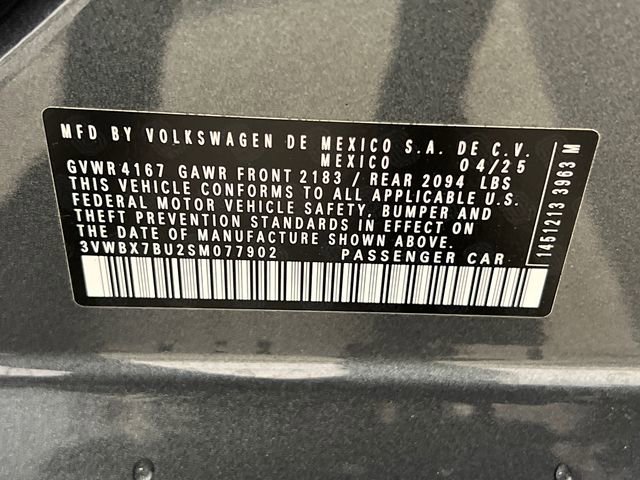 MFD BY VOLKSWAGEN DE MEXICO S.A. DE C.V.
MEXICO 04/25
GVWR 4167 GAWR FRONT 2183 / REAR 2094 LBS
THIS VEHICLE CONFORMS TO ALL APPLICABLE U.S.
FEDERAL MOTOR VEHICLE SAFETY, BUMPER AND
THEFT PREVENTION STANDARDS IN EFFECT ON
THE DATE OF MANUFACTURE SHOWN ABOVE.
3VWBX7BU2SM077902 PASSENGER CAR
1451213 3963 M